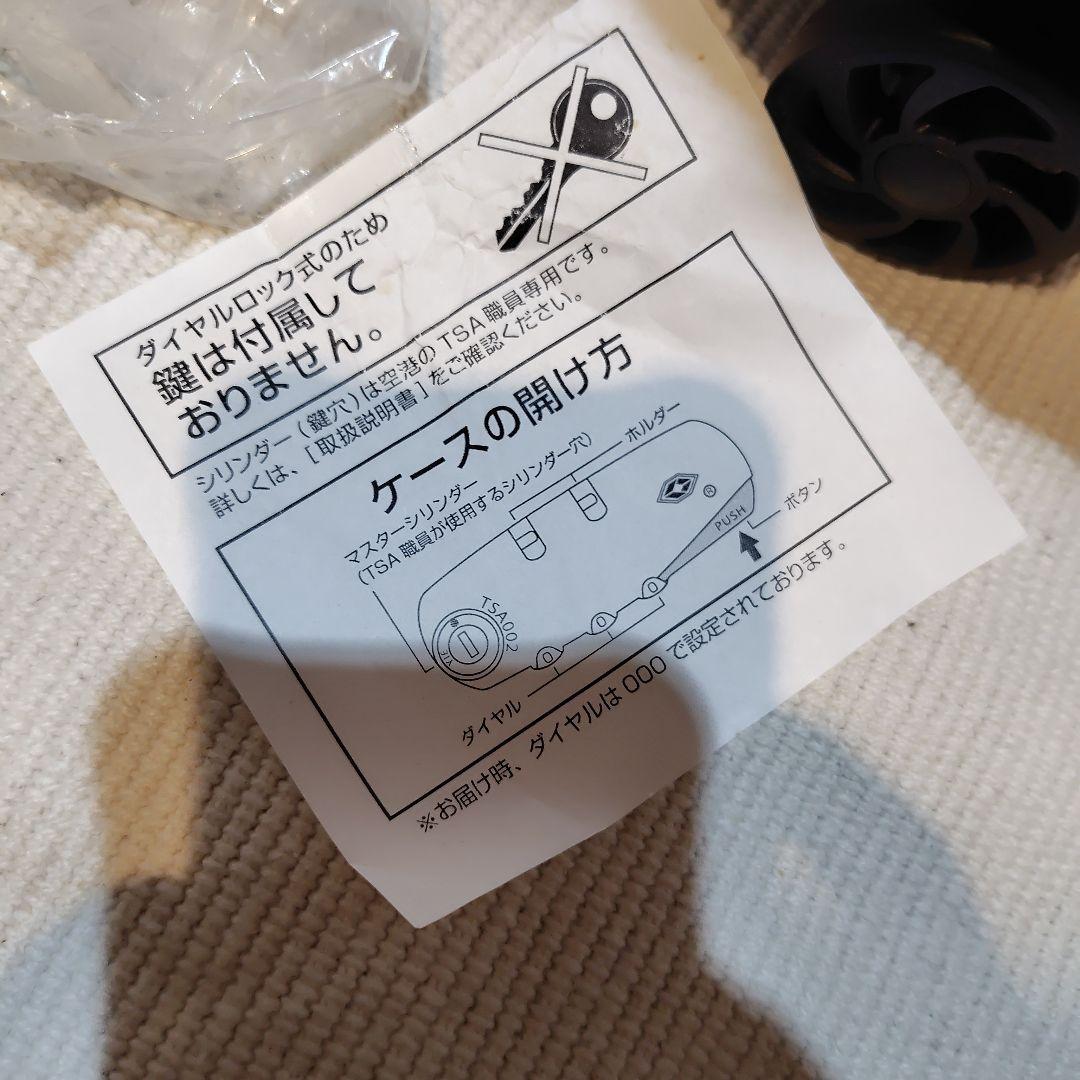 ダイヤルロック式のため
鍵は付属して
おりません。
シリンダー(鍵穴)は空港のTSA職員専用です。
詳しくは、[取扱説明書]をご確認ください。
ケースの開け方
マスターシリンダー
(TSA職員が使用するシリンダー穴)
ホルダー
®
PUSH
ボタン
TSA002
ダイヤル
※お届け時、ダイヤルは000で設定されております。